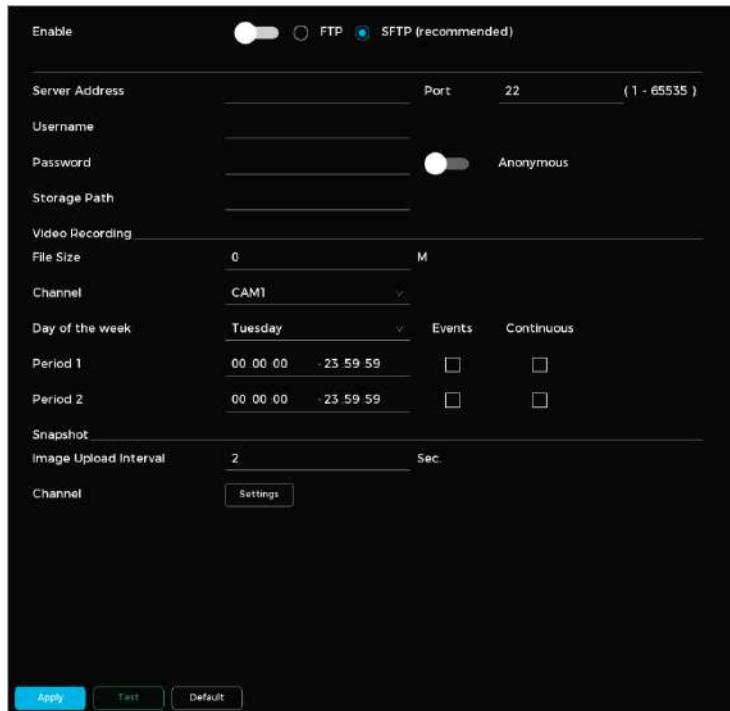 Enable FTP SFTP (recommended)
Server Address Port 22 ( 1 - 65535 )
Username
Password Anonymous
Storage Path
Video Recording
File Size 0 M
Channel CAM1
Day of the week Tuesday Events Continuous
Period 1 00:00:00 - 23:59:59
Period 2 00:00:00 - 23:59:59
Snapshot
Image Upload Interval 2 Sec.
Channel Settings
Apply Test Default